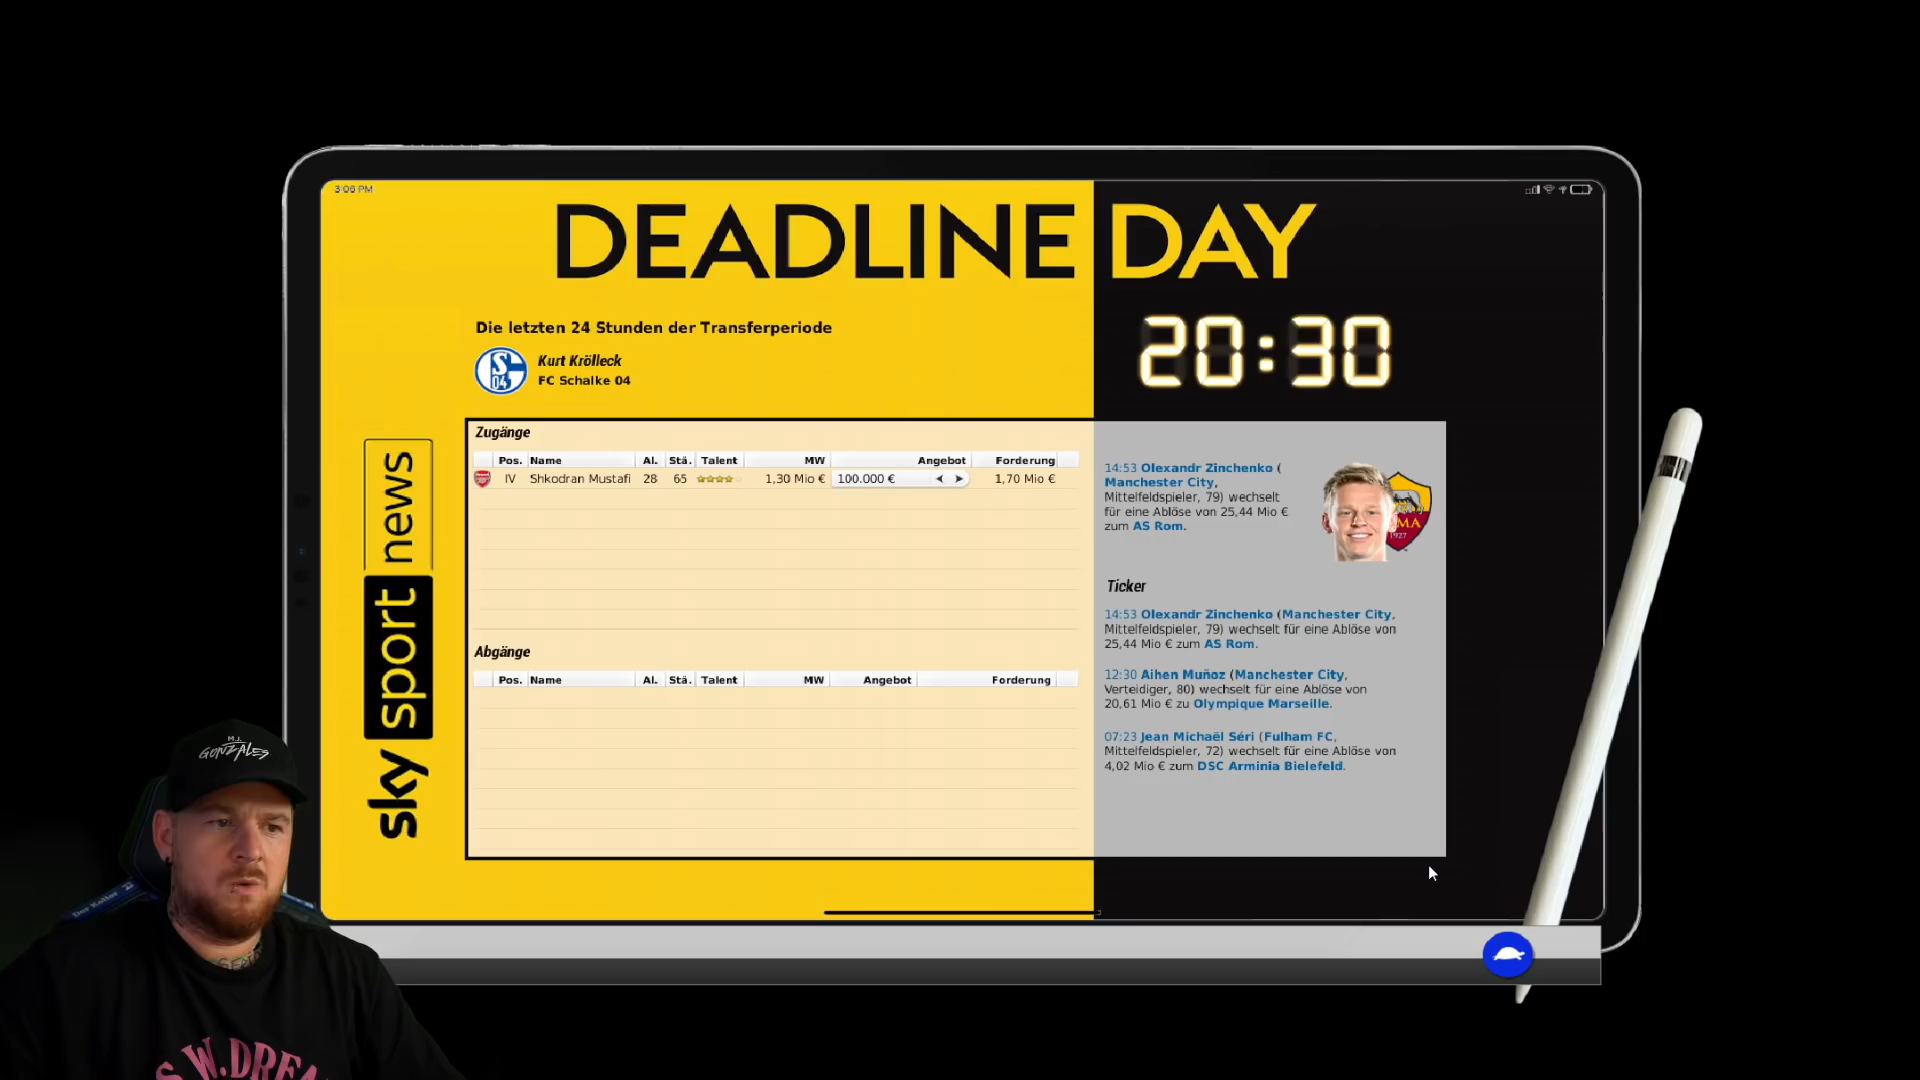 3:06 PM
DEADLINE DAY
Die letzten 24 Stunden der Transferperiode
20:30
Kurt Krölleck
FC Schalke 04
S
04
sky sport news
Zugänge
Pos. Name Al. Stä. Talent MW Angebot Forderung
IV Shkodran Mustafi 28 65 1,30 Mio € 100.000 € 1,70 Mio €
Abgänge
Pos. Name Al. Stä. Talent MW Angebot Forderung
14:53 Olexandr Zinchenko (
Manchester City,
Mittelfeldspieler, 79) wechselt
für eine Ablöse von 25,44 Mio €
zum AS Rom.
1927
Ticker
14:53 Olexandr Zinchenko (Manchester City,
Mittelfeldspieler, 79) wechselt für eine Ablöse von
25,44 Mio € zum AS Rom.
12:30 Aihen Muñoz (Manchester City,
Verteidiger, 80) wechselt für eine Ablöse von
20,61 Mio € zu Olympique Marseille.
07:23 Jean Michaël Séri (Fulham FC,
Mittelfeldspieler, 72) wechselt für eine Ablöse von
4,02 Mio € zum DSC Arminia Bielefeld.
M.J.
GONZALES
Der Keller